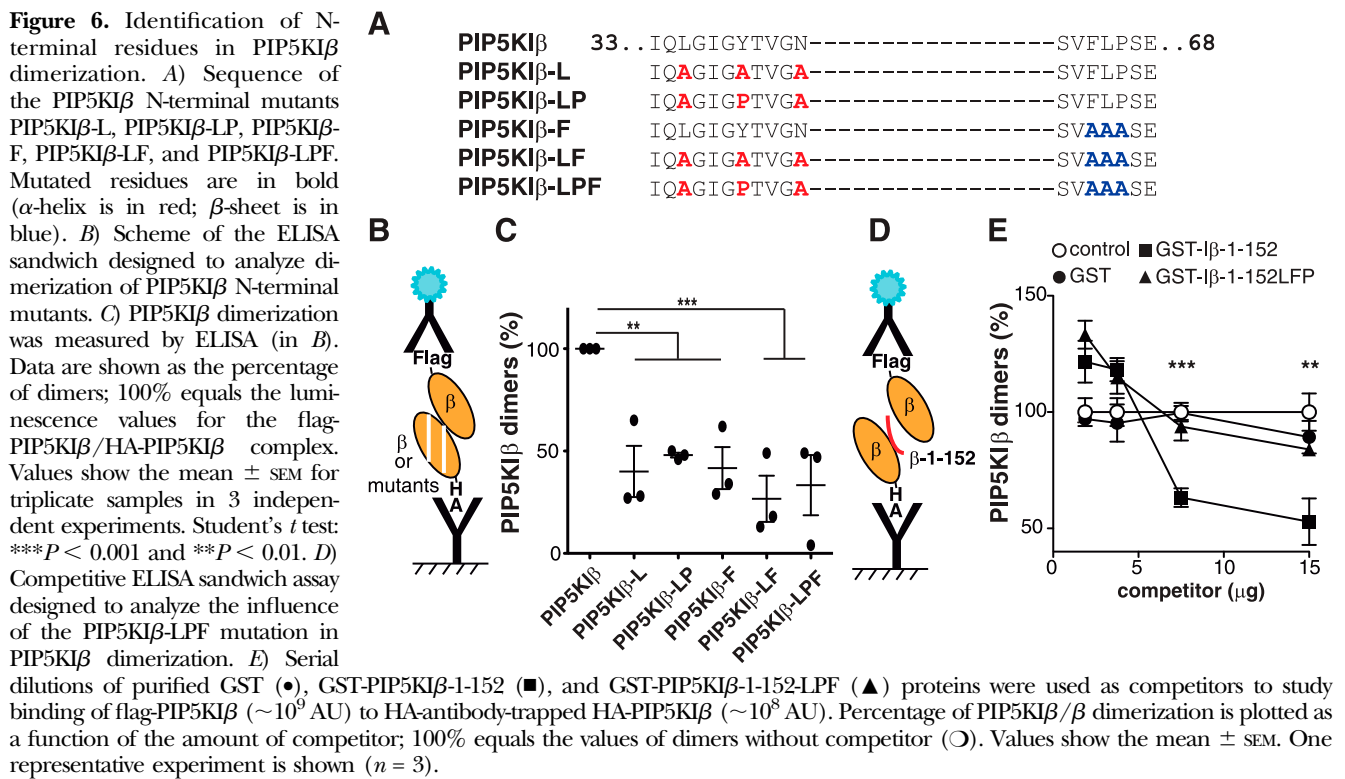 Figure 6. Identification of N-
terminal residues in PIP5KIβ
dimerization. A) Sequence of
the PIP5KIβ N-terminal mutants
PIP5KIβ-L, PIP5KIβ-LP, PIP5KIβ-
F, PIP5KIβ-LF, and PIP5KIβ-LPF.
Mutated residues are in bold
(α-helix is in red; β-sheet is in
blue). B) Scheme of the ELISA
sandwich designed to analyze di-
merization of PIP5KIβ N-terminal
mutants. C) PIP5KIβ dimerization
was measured by ELISA (in B).
Data are shown as the percentage
of dimers; 100% equals the lumi-
nescence values for the flag-
PIP5KIβ/HA-PIP5KIβ complex.
Values show the mean ± SEM for
triplicate samples in 3 indepen-
dent experiments. Student's t test:
***P < 0.001 and **P < 0.01. D)
Competitive ELISA sandwich assay
designed to analyze the influence
of the PIP5KIβ-LPF mutation in
PIP5KIβ dimerization. E) Serial
dilutions of purified GST (●), GST-PIP5KIβ-1-152 (■), and GST-PIP5KIβ-1-152-LPF (▲) proteins were used as competitors to study
binding of flag-PIP5KIβ (~10⁹ AU) to HA-antibody-trapped HA-PIP5KIβ (~10⁸ AU). Percentage of PIP5KIβ/β dimerization is plotted as
a function of the amount of competitor; 100% equals the values of dimers without competitor (❍). Values show the mean ± SEM. One
representative experiment is shown (n = 3).
A
PIP5KIβ 33..IQLGIGYTVGN-----------------SVFLPSE..68
PIP5KIβ-L IQAGIGATVGA-----------------SVFLPSE
PIP5KIβ-LP IQAGIGPTVGA-----------------SVFLPSE
PIP5KIβ-F IQLGIGYTVGN-----------------SVAAASE
PIP5KIβ-LF IQAGIGATVGA-----------------SVAAASE
PIP5KIβ-LPF IQAGIGPTVGA-----------------SVAAASE
B
Flag
β
β
or
mutants
H
A
C
PIP5KIβ dimers (%)
100
50
0
***
**
PIP5KIβ
PIP5KIβ-L
PIP5KIβ-LP
PIP5KIβ-F
PIP5KIβ-LF
PIP5KIβ-LPF
D
Flag
β
β
β-1-152
H
A
E
control
GST-Iβ-1-152
GST
GST-Iβ-1-152LFP
PIP5KIβ dimers (%)
150
100
50
***
**
0
5
10
15
competitor (μg)